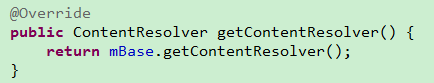 @Override
public ContentResolver getContentResolver() {
    return mBase.getContentResolver();
}